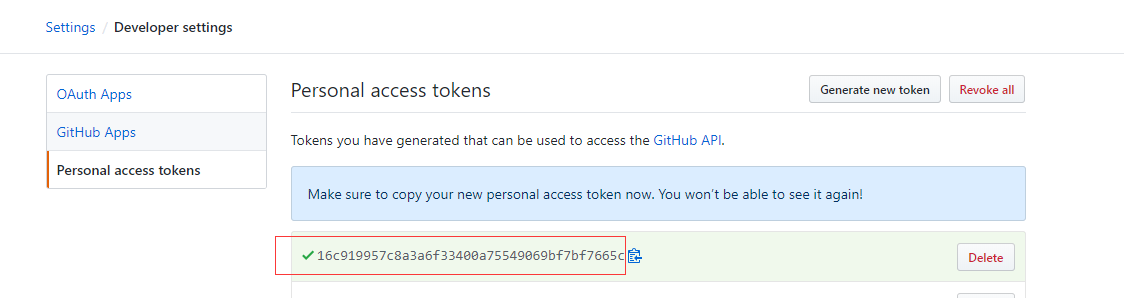 Settings / Developer settings
OAuth Apps
GitHub Apps
Personal access tokens
Personal access tokens
Generate new token
Revoke all
Tokens you have generated that can be used to access the GitHub API.
Make sure to copy your new personal access token now. You won’t be able to see it again!
16c919957c8a3a6f33400a75549069bf7bf7665c
Delete